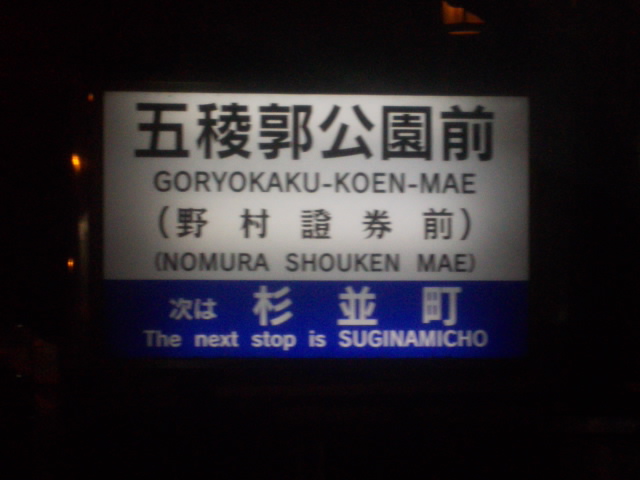 五稜郭公園前
GORYOKAKU-KOEN-MAE
(野村證券前)
(NOMURA SHOUKEN MAE)
次は 杉並町
The next stop is SUGINAMICHO